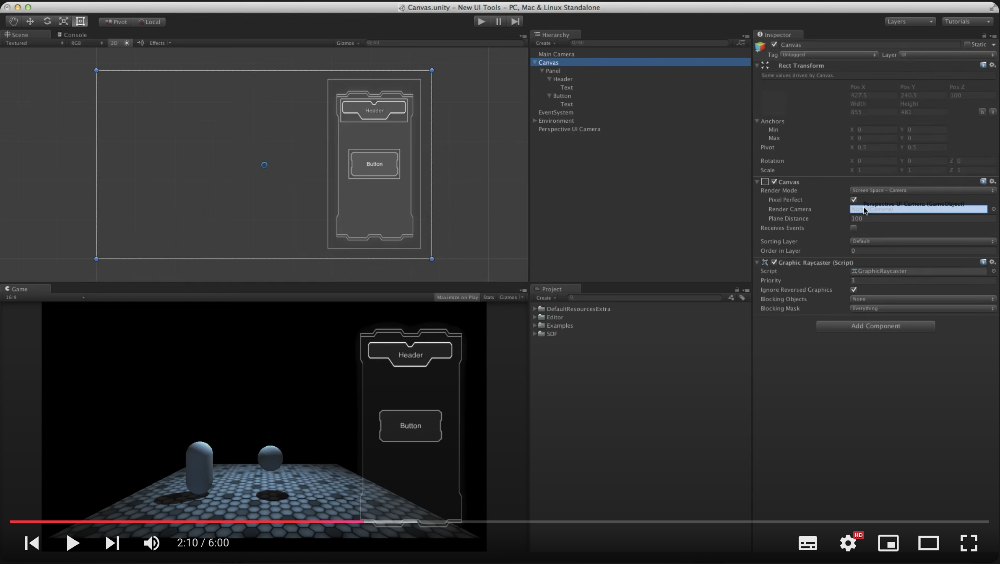 Canvas.unity - New UI Tools - PC, Mac & Linux Standalone
Pivot Local
Layers Tutorials
Scene Console
Textured RGB 2D Effects Gizmos All
Header
Button
Hierarchy
Create All
Main Camera
Canvas
Panel
Header
Text
Button
Text
EventSystem
Environment
Perspective UI Camera
Inspector
Canvas Static
Tag Untagged Layer UI
Rect Transform
Some values driven by Canvas.
Pos X Pos Y Pos Z
427.5 240.5 100
Width Height
855 481 b R
Anchors
Min X 0 Y 0
Max X 0 Y 0
Pivot X 0.5 Y 0.5
Rotation X 0 Y 0 Z 0
Scale X 1 Y 1 Z 1
Canvas
Render Mode Screen Space - Camera
Pixel Perfect
Perspective UI Camera (GameObject)
Render Camera
Plane Distance 100
Receives Events
Sorting Layer Default
Order in Layer 0
Graphic Raycaster (Script)
Script GraphicRaycaster
Priority 3
Ignore Reversed Graphics
Blocking Objects None
Blocking Mask Everything
Add Component
Game
16:9 Maximize on Play Stats Gizmos
Header
Button
Project
Create
DefaultResourcesExtra
Editor
Examples
SDF
2:10 / 6:00
HD